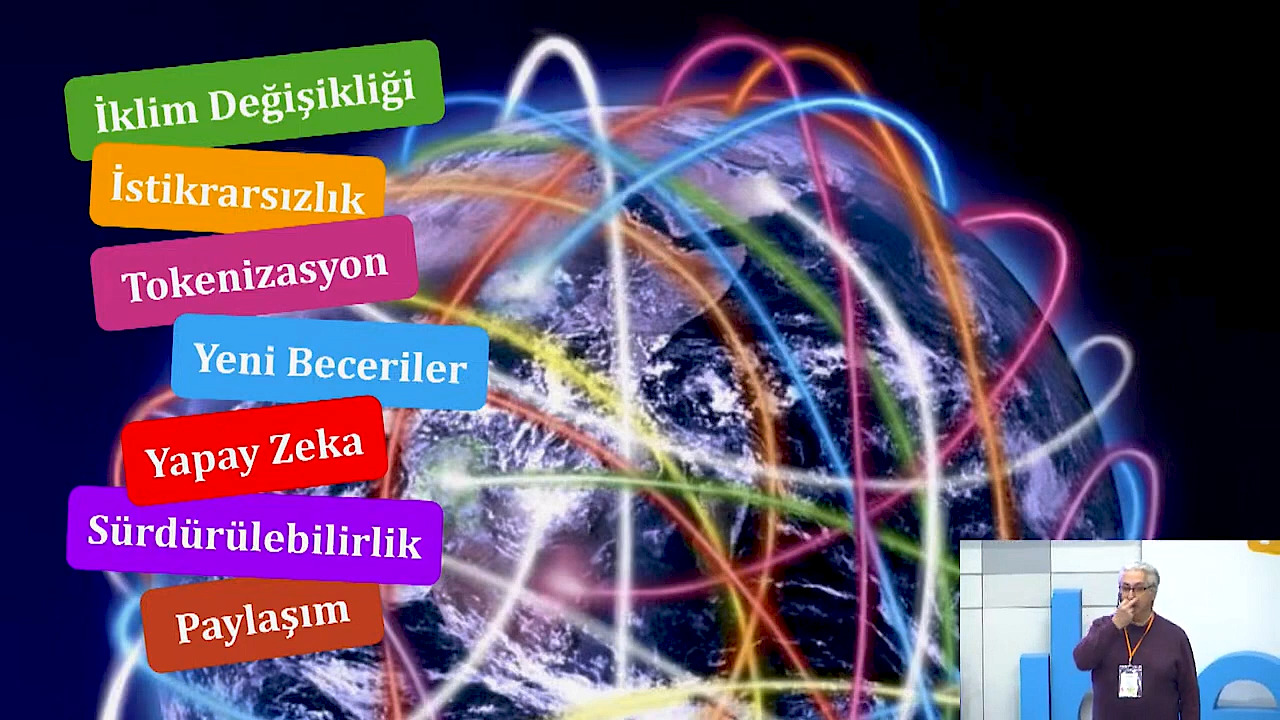 İklim Değişikliği
İstikrarsızlık
Tokenizasyon
Yeni Beceriler
Yapay Zeka
Sürdürülebilirlik
Paylaşım